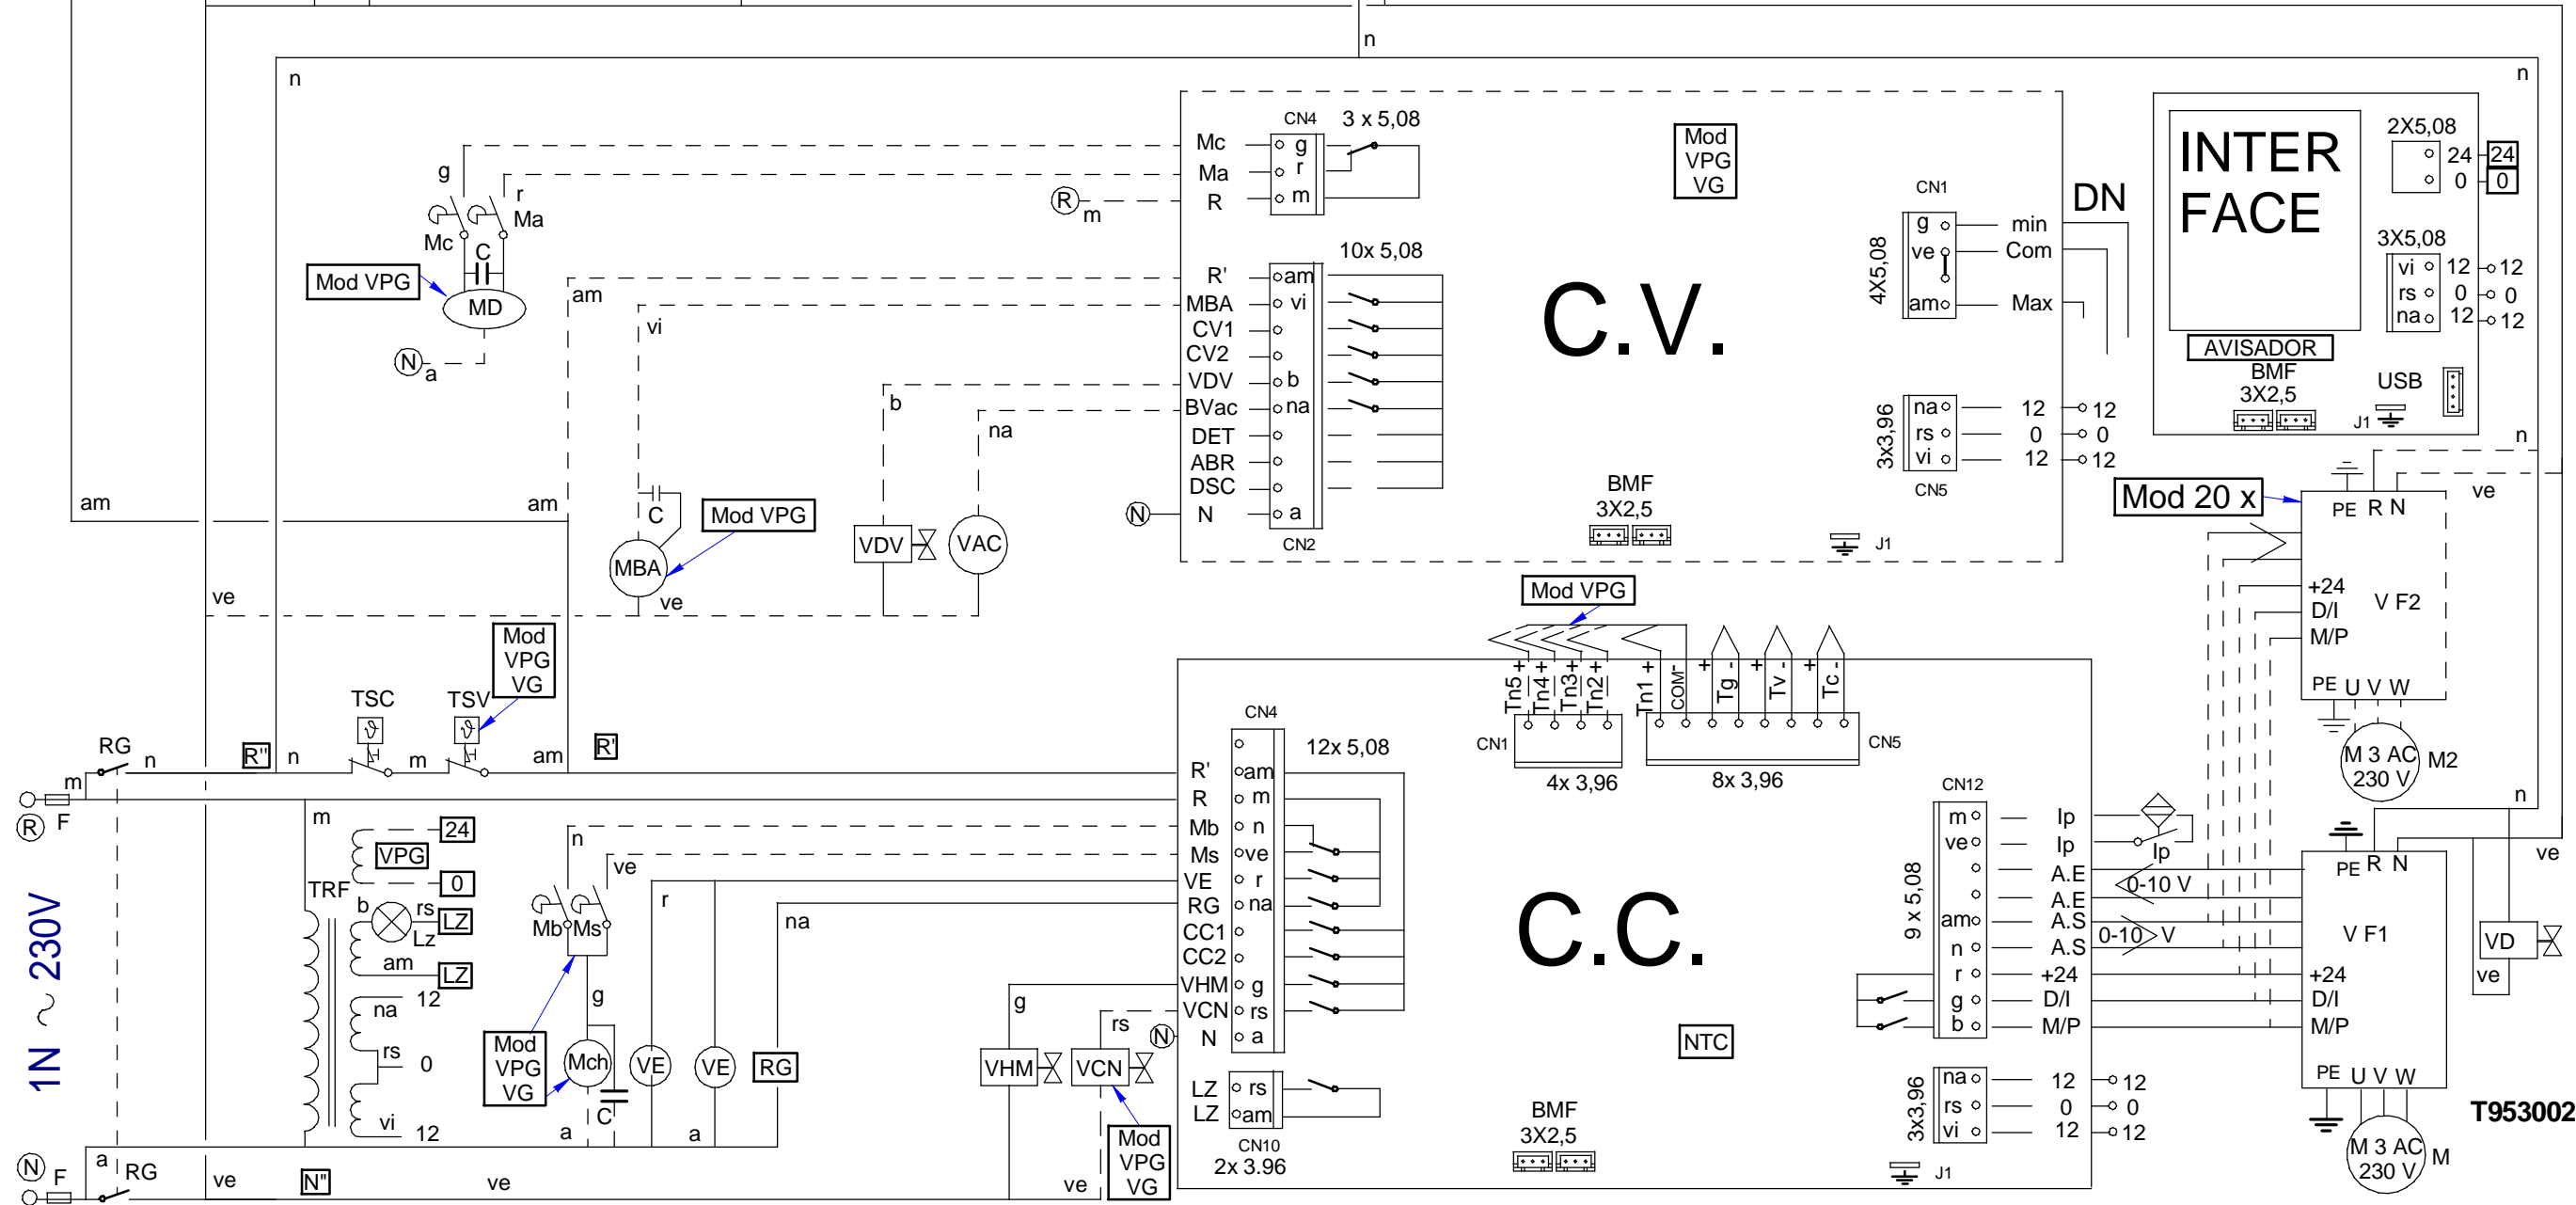 n
n
n
g
r
Mc
Ma
C
Mod VPG
MD
N
a
R
m
am
vi
b
na
am
am
C
Mod VPG
MBA
VDV
VAC
ve
ve
Mc
Ma
R
CN4
3 x 5,08
g
r
m
10x 5,08
R'
MBA
CV1
CV2
VDV
BVac
DET
ABR
DSC
N
N
am
vi
b
na
a
CN2
Mod
VPG
VG
C.V.
CN1
4X5,08
g
ve
am
min
Com
Max
DN
3x3,96
na
rs
vi
12
0
12
12
0
12
CN5
BMF
3X2,5
J1
INTER
FACE
AVISADOR
BMF
3X2,5
2X5,08
24
0
24
0
3X5,08
vi
rs
na
12
0
12
12
0
12
USB
J1
n
ve
Mod 20 x
PE R N
+24
D/I
M/P
V F2
PE U V W
M 3 AC
230 V
M2
Mod
VPG
VG
TSC
TSV
ϑ
ϑ
RG
m
n
R''
n
m
am
R'
R
F
1N ~ 230V
m
TRF
VPG
24
0
b
rs
Lz
LZ
am
LZ
na
12
rs
0
vi
12
n
ve
Mb
Ms
g
Mod
VPG
VG
Mch
C
a
r
VE
VE
a
RG
na
g
rs
N
VHM
VCN
Mod
VPG
VG
N
F
a
RG
ve
N''
ve
ve
Mod VPG
Tn5 +
Tn4 +
Tn3 +
Tn2 +
Tn1 +
COM-
+ Tg -
+ Tv -
+ Tc -
CN1
4x 3,96
8x 3,96
CN5
CN4
12x 5,08
R'
R
Mb
Ms
VE
RG
CC1
CC2
VHM
VCN
N
am
m
n
ve
r
na
g
rs
a
LZ
LZ
rs
am
CN10
2x 3.96
C.C.
NTC
BMF
3X2,5
J1
CN12
9 x 5,08
m
ve
am
n
r
g
b
Ip
Ip
A.E
A.E
A.S
A.S
+24
D/I
M/P
Ip
0-10 V
0-10 V
3x3,96
na
rs
vi
12
0
12
12
0
12
n
ve
PE R N
V F1
+24
D/I
M/P
PE U V W
M 3 AC
230 V
M
VD
ve
T953002